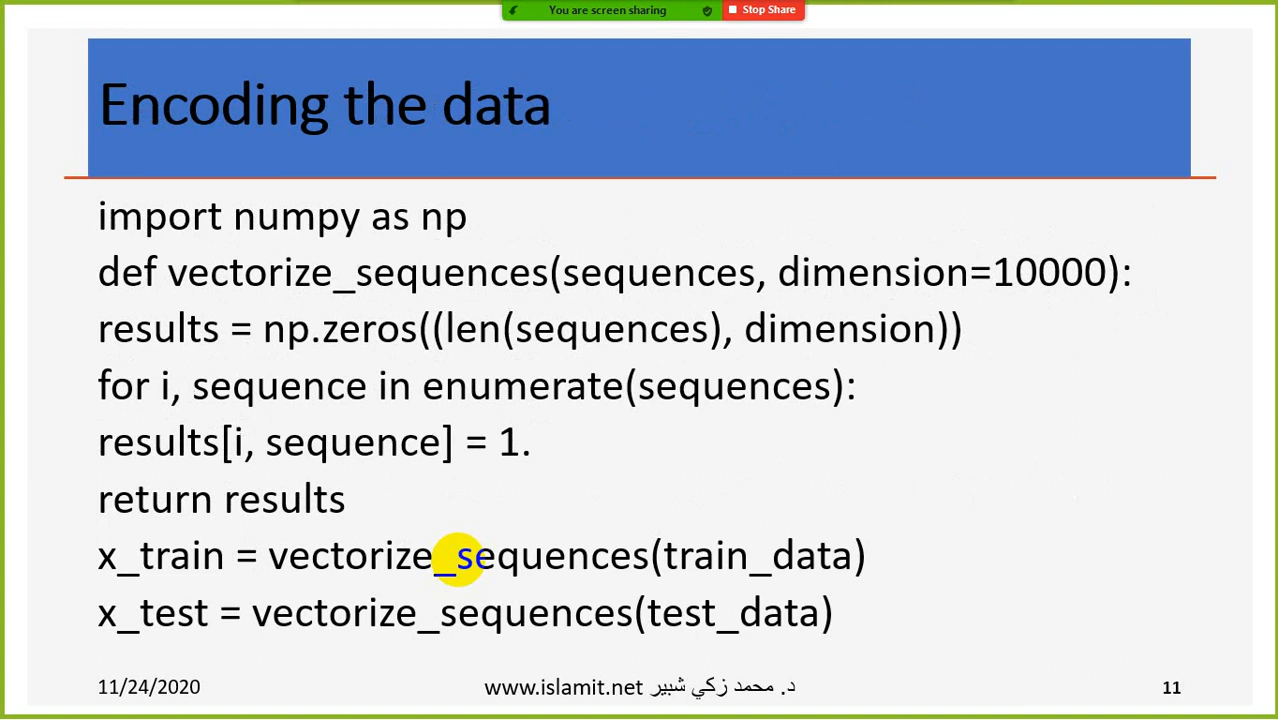 You are screen sharing Stop Share
Encoding the data
import numpy as np
def vectorize_sequences(sequences, dimension=10000):
results = np.zeros((len(sequences), dimension))
for i, sequence in enumerate(sequences):
results[i, sequence] = 1.
return results
x_train = vectorize_sequences(train_data)
x_test = vectorize_sequences(test_data)
11/24/2020 www.islamit.net د. محمد زكي شبير 11